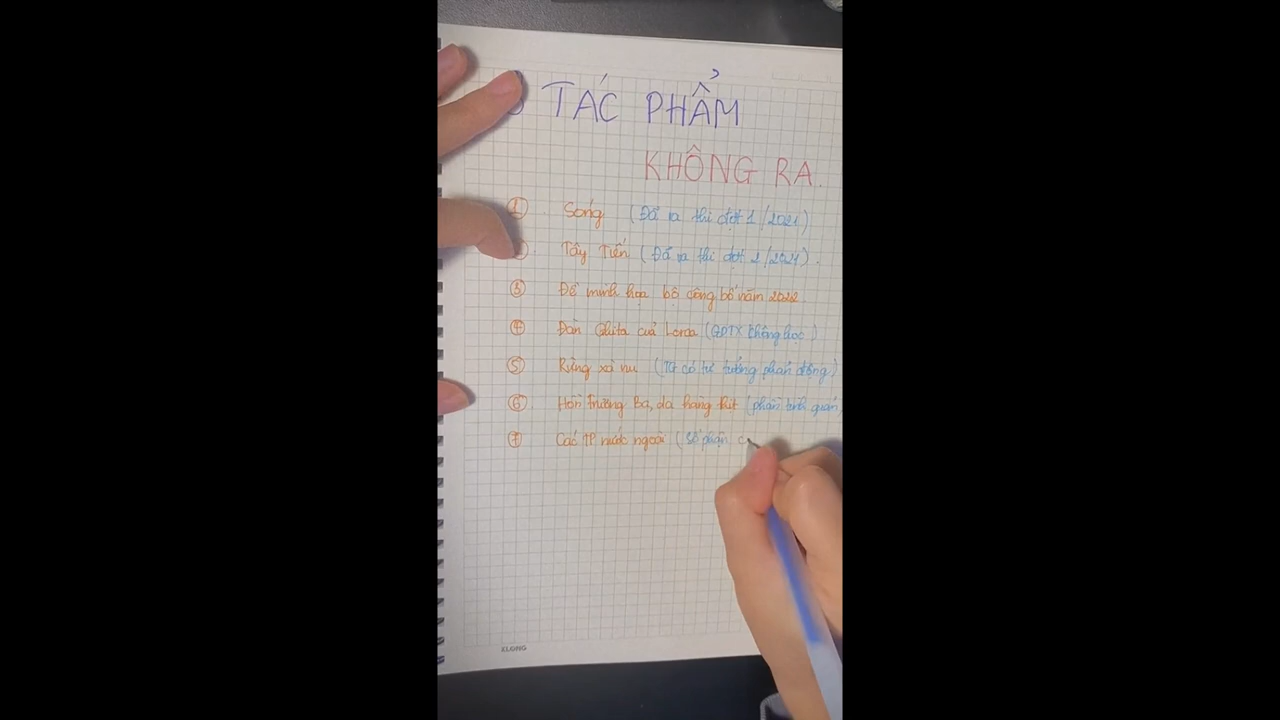 TÁC PHẨM
KHÔNG RA.
① . Sóng (Đã ra thi đợt 1/2021)
. Tây Tiến (Đã ra thi đợt 2/2021).
③ Đề minh họa bộ công bố năm 2022
④ Đàn Ghita của Lorca (GDTX không học)
⑤ Rừng xà nu (TG có tư tưởng phản động)
⑥ Hồn Trương Ba, da hàng thịt (phần
⑦ Các TP nước ngoài (Số phận c
KLONG